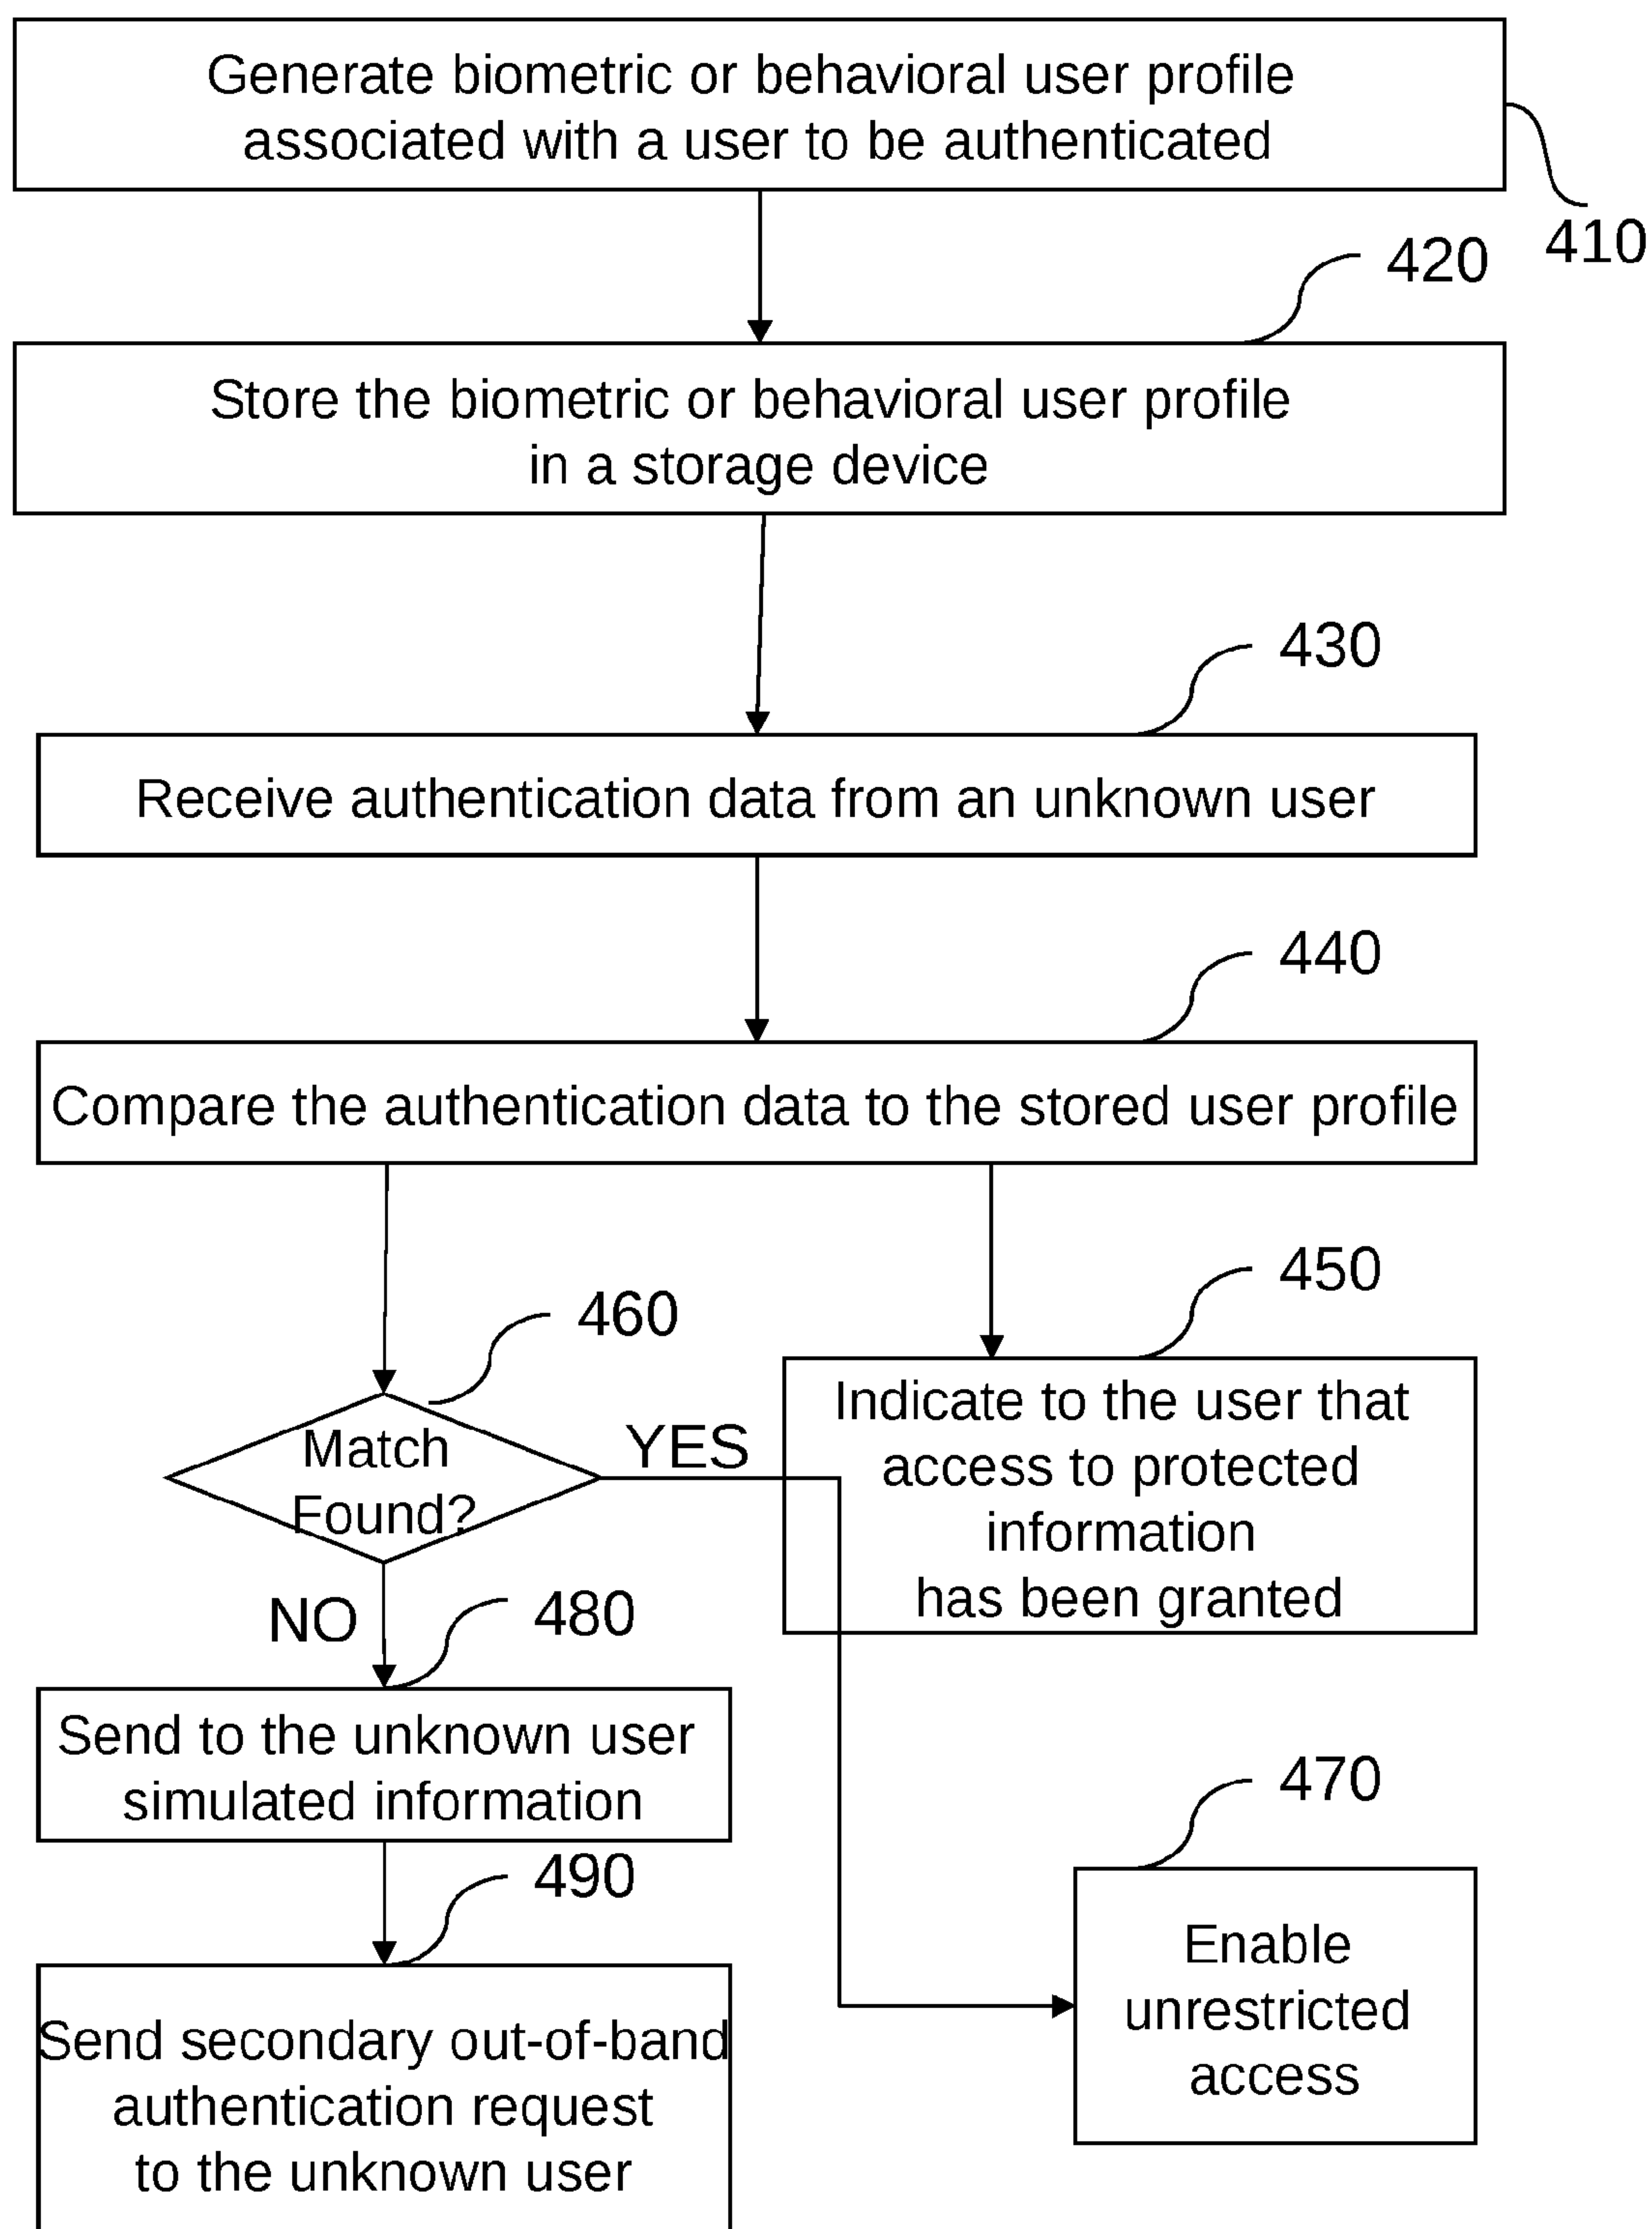 Generate biometric or behavioral user profile
associated with a user to be authenticated
410
420
Store the biometric or behavioral user profile
in a storage device
430
Receive authentication data from an unknown user
440
Compare the authentication data to the stored user profile
450
460
Indicate to the user that
access to protected
information
has been granted
Match
Found?
YES
NO
480
Send to the unknown user
simulated information
470
490
Enable
unrestricted
access
Send secondary out-of-band
authentication request
to the unknown user